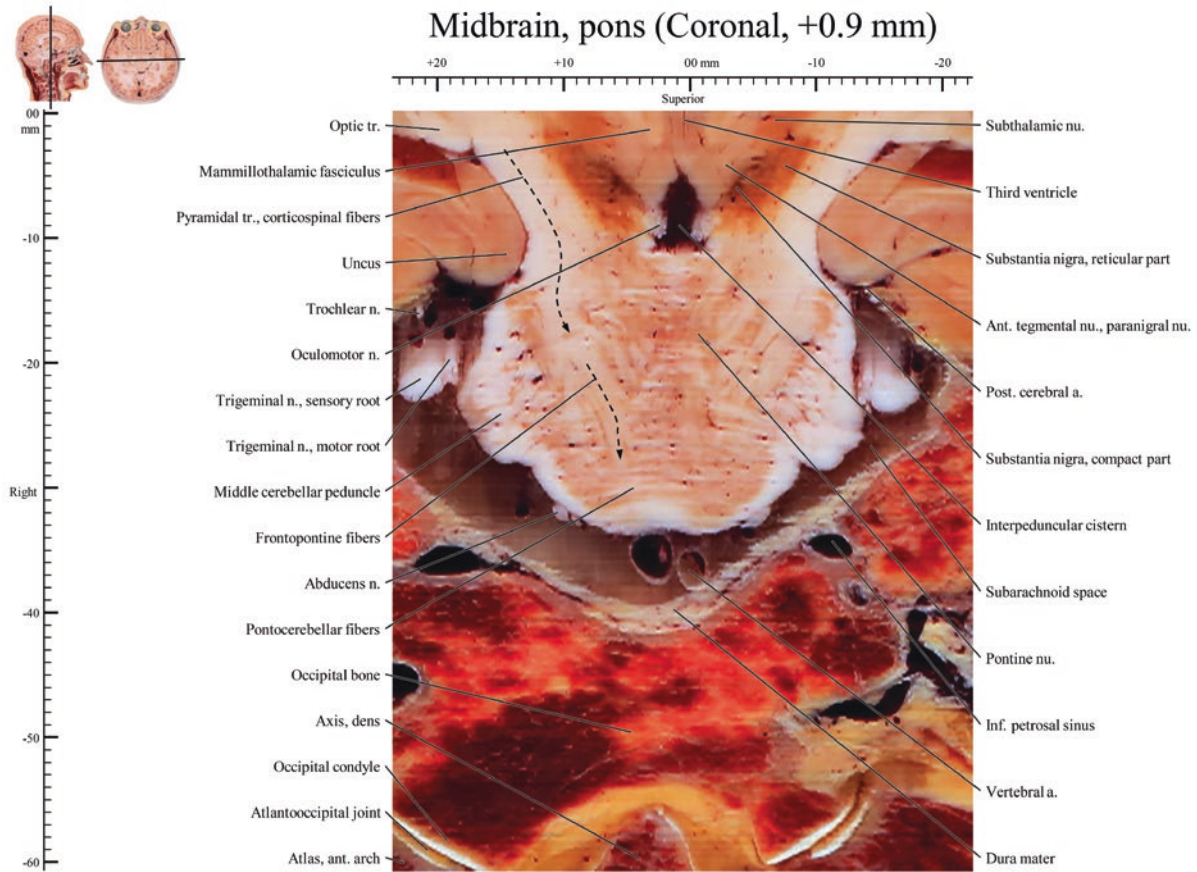 Midbrain, pons (Coronal, +0.9 mm)
+20 +10 00 mm -10 -20
Superior
00
mm
-10
-20
Right
-40
-50
-60
Optic tr.
Mammillothalamic fasciculus
Pyramidal tr., corticospinal fibers
Uncus
Trochlear n.
Oculomotor n.
Trigeminal n., sensory root
Trigeminal n., motor root
Middle cerebellar peduncle
Frontopontine fibers
Abducens n.
Pontocerebellar fibers
Occipital bone
Axis, dens
Occipital condyle
Atlantooccipital joint
Atlas, ant. arch
Subthalamic nu.
Third ventricle
Substantia nigra, reticular part
Ant. tegmental nu., paranigral nu.
Post. cerebral a.
Substantia nigra, compact part
Interpeduncular cistern
Subarachnoid space
Pontine nu.
Inf. petrosal sinus
Vertebral a.
Dura mater